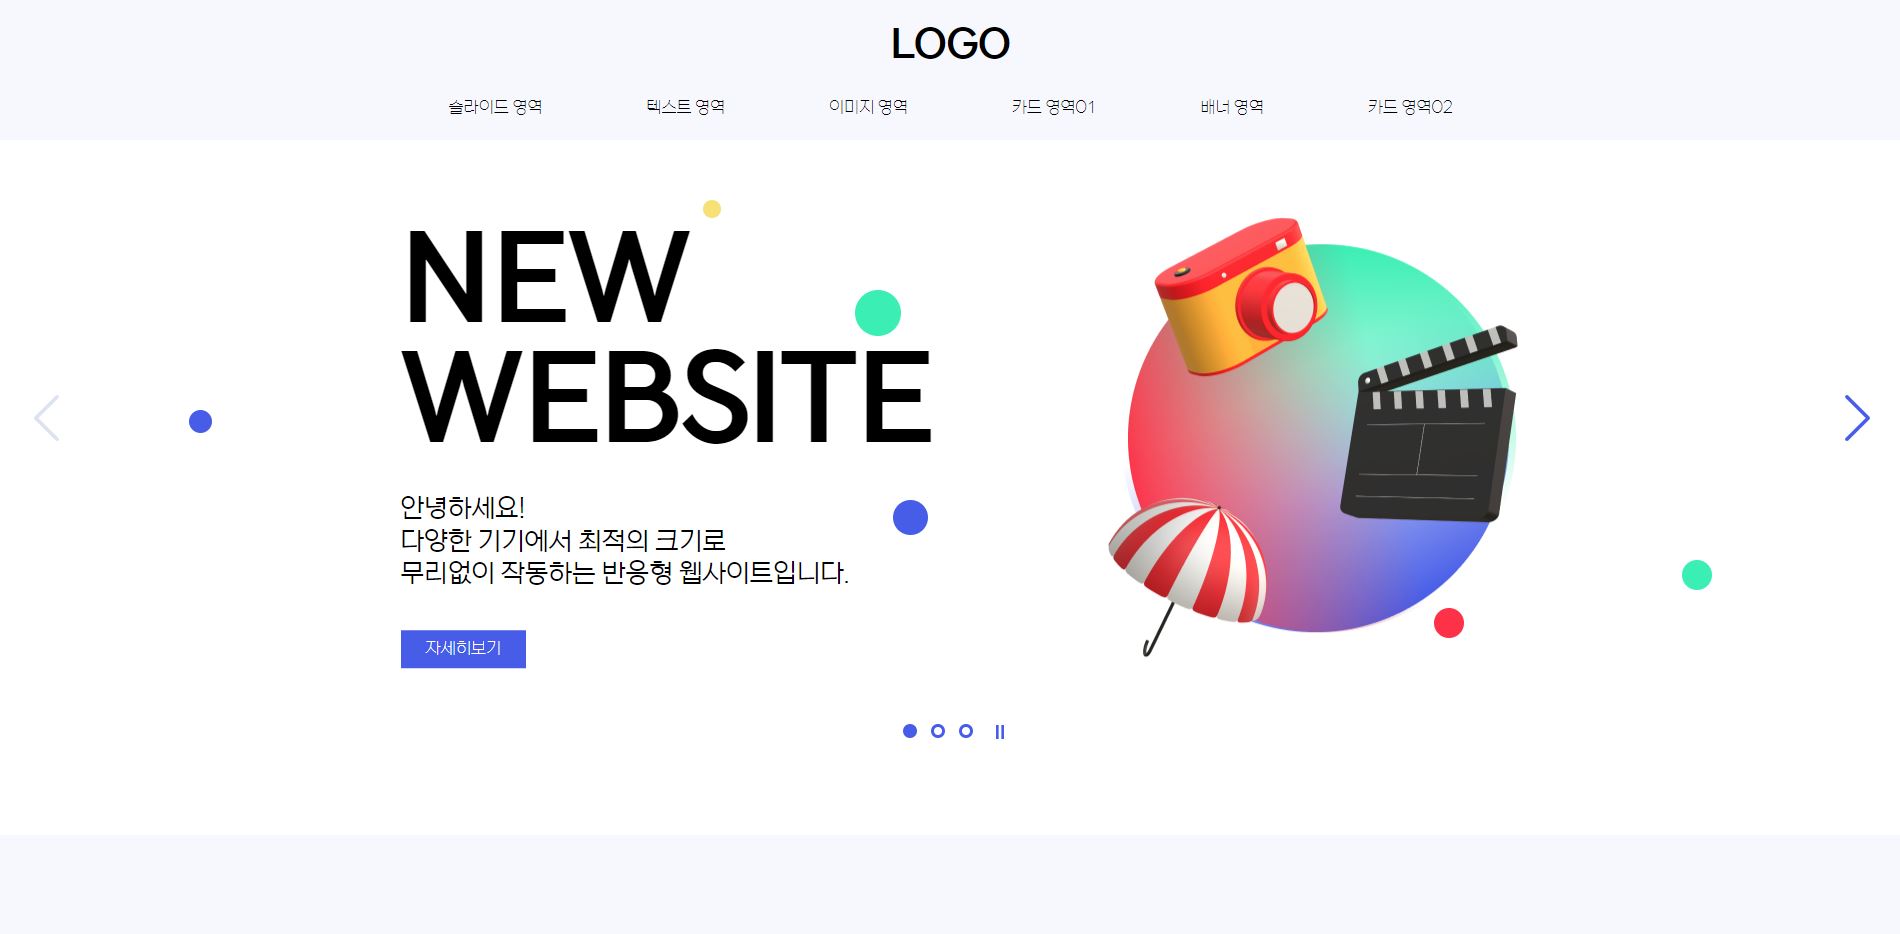 LOGO
슬라이드 영역
텍스트 영역
이미지 영역
카드 영역01
배너 영역
카드 영역02
NEW
WEBSITE
안녕하세요!
다양한 기기에서 최적의 크기로
무리없이 작동하는 반응형 웹사이트입니다.
자세히보기